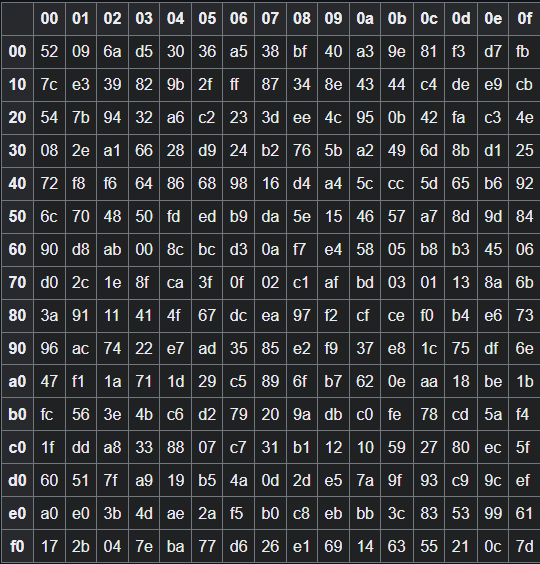 00 01 02 03 04 05 06 07 08 09 0a 0b 0c 0d 0e 0f
00 52 09 6a d5 30 36 a5 38 bf 40 a3 9e 81 f3 d7 fb
10 7c e3 39 82 9b 2f ff 87 34 8e 43 44 c4 de e9 cb
20 54 7b 94 32 a6 c2 23 3d ee 4c 95 0b 42 fa c3 4e
30 08 2e a1 66 28 d9 24 b2 76 5b a2 49 6d 8b d1 25
40 72 f8 f6 64 86 68 98 16 d4 a4 5c cc 5d 65 b6 92
50 6c 70 48 50 fd ed b9 da 5e 15 46 57 a7 8d 9d 84
60 90 d8 ab 00 8c bc d3 0a f7 e4 58 05 b8 b3 45 06
70 d0 2c 1e 8f ca 3f 0f 02 c1 af bd 03 01 13 8a 6b
80 3a 91 11 41 4f 67 dc ea 97 f2 cf ce f0 b4 e6 73
90 96 ac 74 22 e7 ad 35 85 e2 f9 37 e8 1c 75 df 6e
a0 47 f1 1a 71 1d 29 c5 89 6f b7 62 0e aa 18 be 1b
b0 fc 56 3e 4b c6 d2 79 20 9a db c0 fe 78 cd 5a f4
c0 1f dd a8 33 88 07 c7 31 b1 12 10 59 27 80 ec 5f
d0 60 51 7f a9 19 b5 4a 0d 2d e5 7a 9f 93 c9 9c ef
e0 a0 e0 3b 4d ae 2a f5 b0 c8 eb bb 3c 83 53 99 61
f0 17 2b 04 7e ba 77 d6 26 e1 69 14 63 55 21 0c 7d